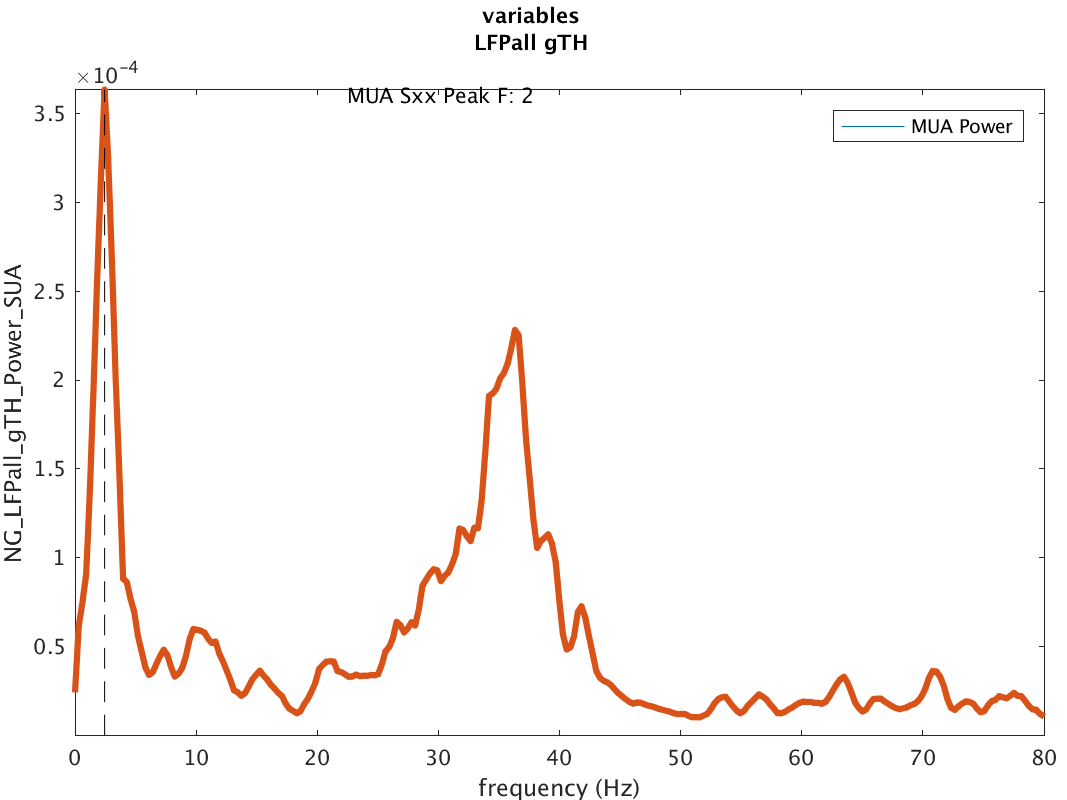 variables
LFPall gTH
×10⁻⁴
MUA Sxx Peak F: 2
MUA Power
3.5
3
2.5
2
1.5
1
0.5
NG_LFPall_gTH_Power_SUA
0 10 20 30 40 50 60 70 80
frequency (Hz)